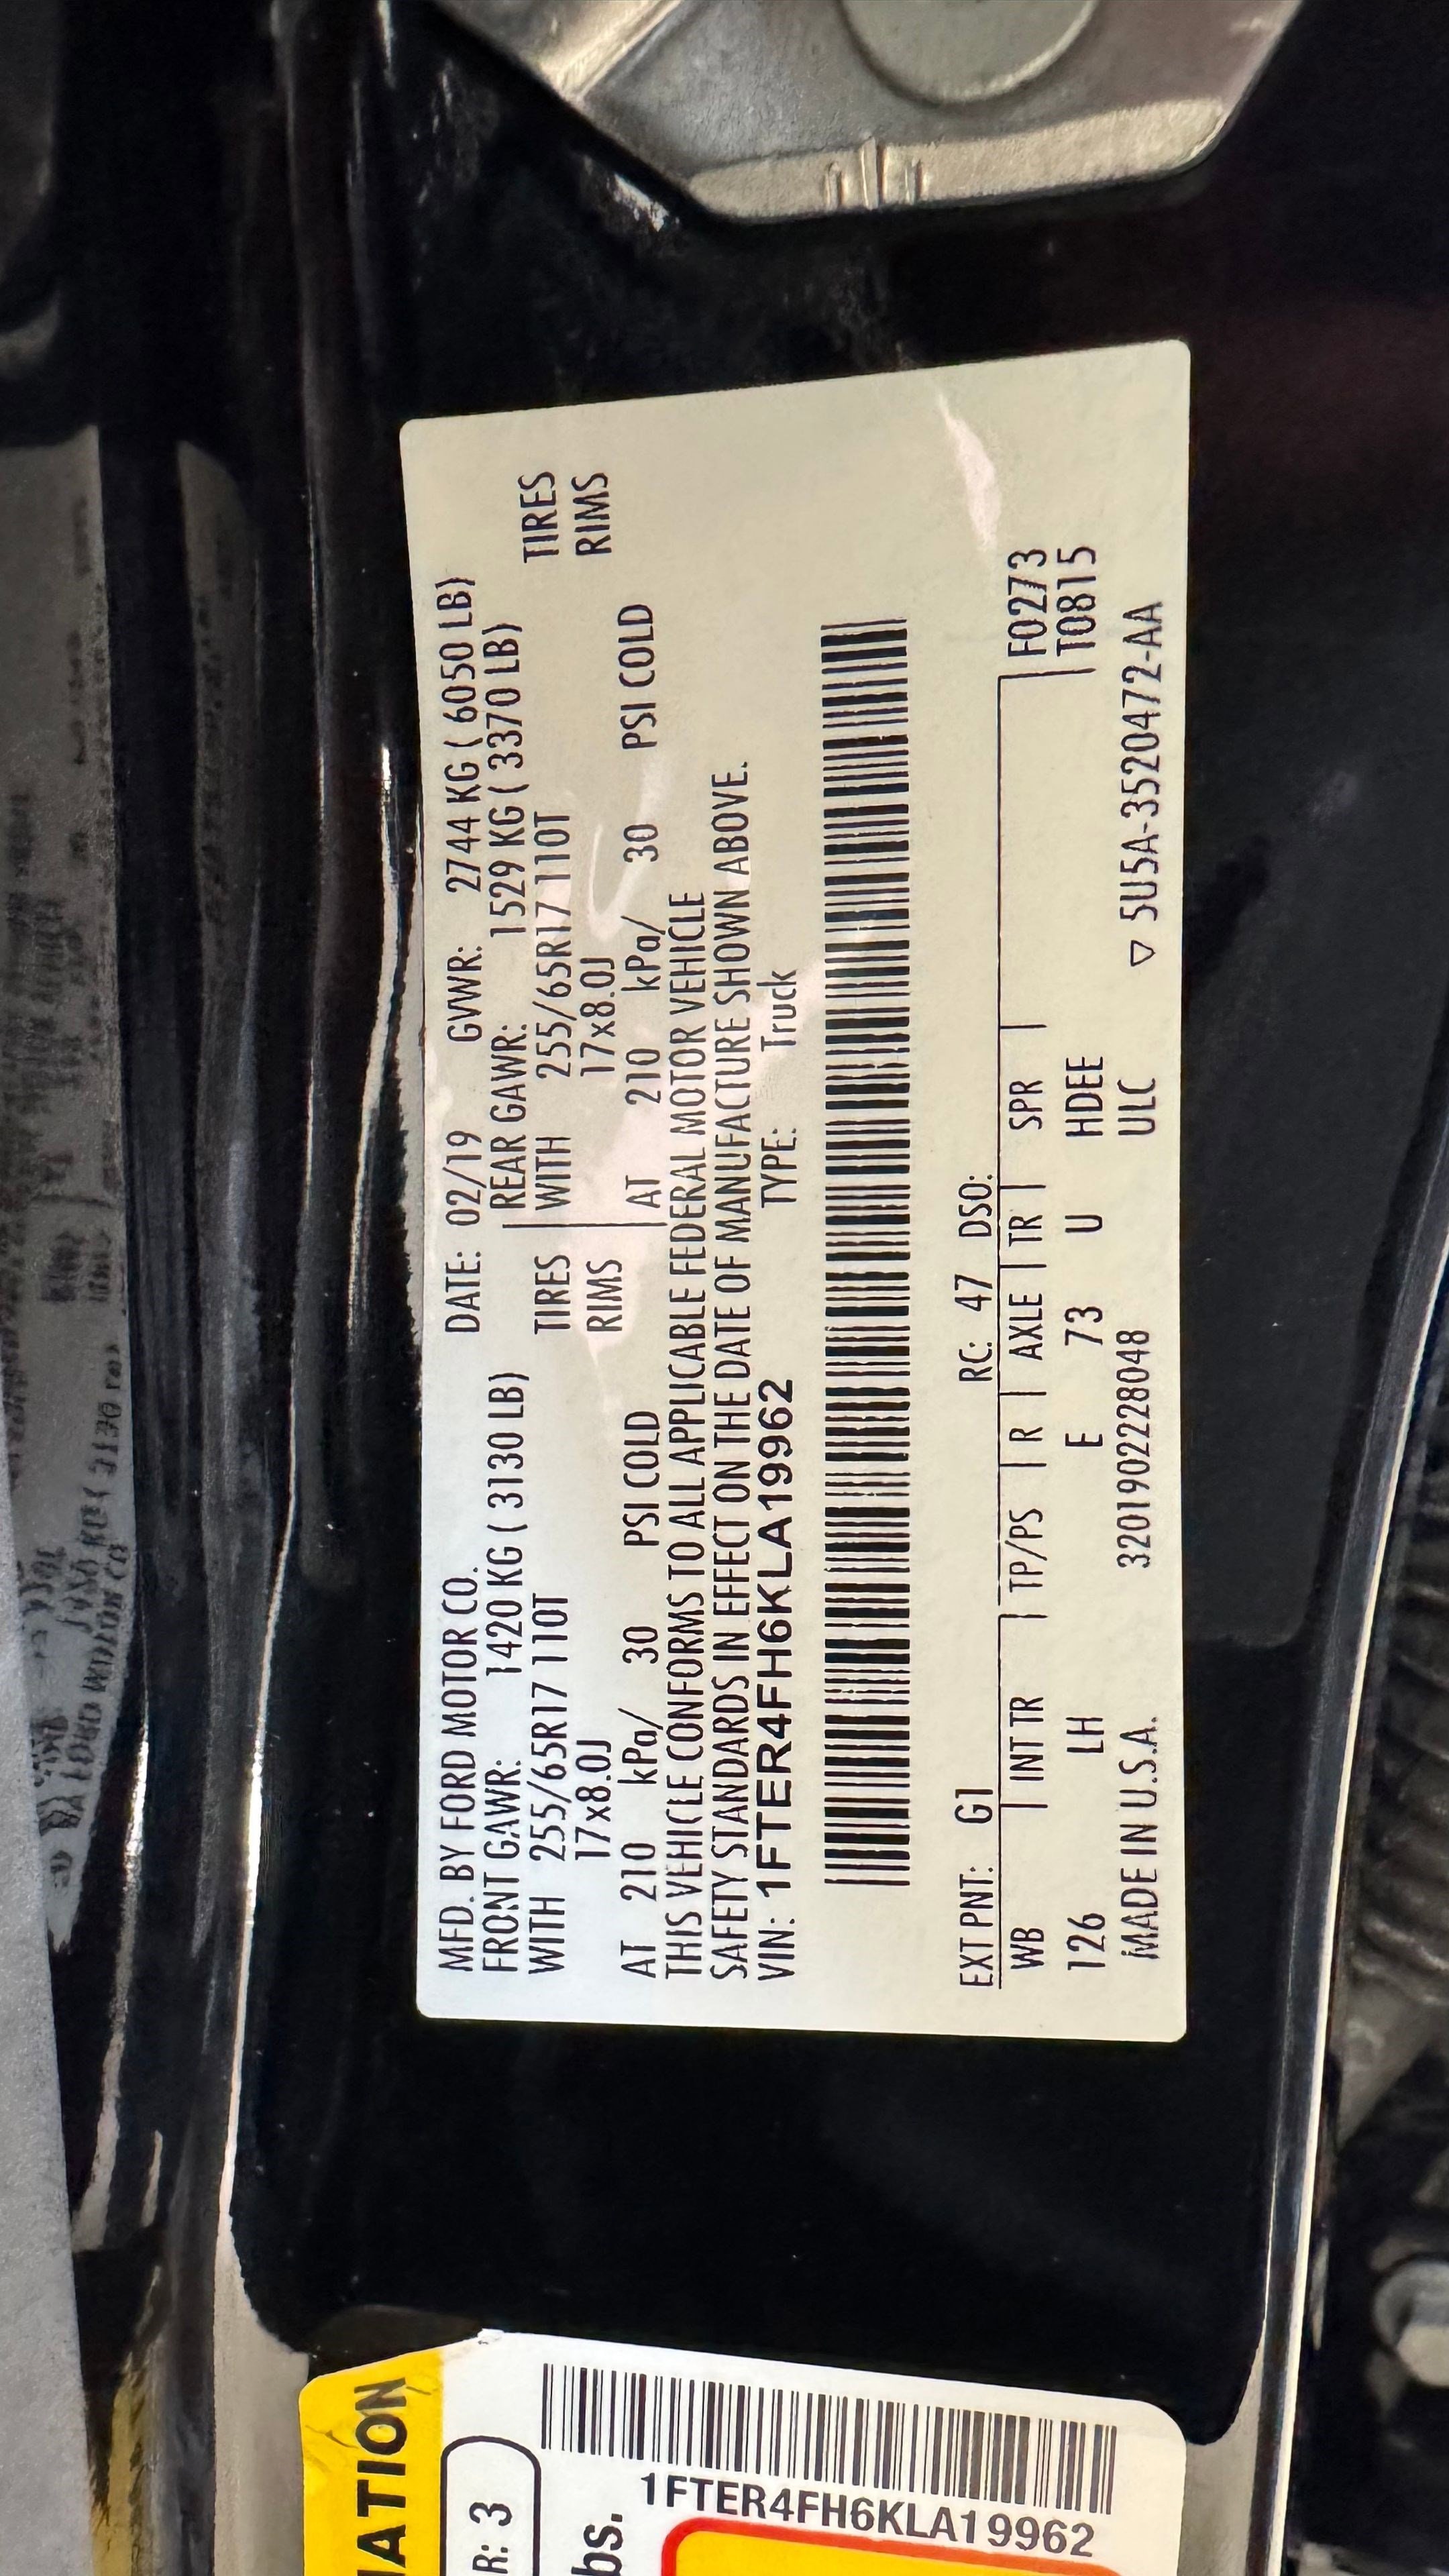 MFD. BY FORD MOTOR CO. DATE: 02/19 GVWR: 2744 KG ( 6050 LB)
FRONT GAWR: 1420 KG ( 3130 LB) REAR GAWR: 1529 KG ( 3370 LB)
WITH 255/65R17 110T TIRES WITH 255/65R17 110T TIRES
17x8.0J RIMS 17x8.0J RIMS
AT 210 kPa/ 30 PSI COLD AT 210 kPa/ 30 PSI COLD
THIS VEHICLE CONFORMS TO ALL APPLICABLE FEDERAL MOTOR VEHICLE
SAFETY STANDARDS IN EFFECT ON THE DATE OF MANUFACTURE SHOWN ABOVE.
VIN: 1FTER4FH6KLA19962 TYPE: Truck
EXT PNT: G1 RC: 47 DSO:
WB INT TR TP/PS R AXLE TR SPR F0273
126 LH E 73 U HDEE T0815
MADE IN U.S.A. 3201902228048 ULC ▽ 5U5A-3520472-AA
ATION
R: 3
bs.
1FTER4FH6KLA19962